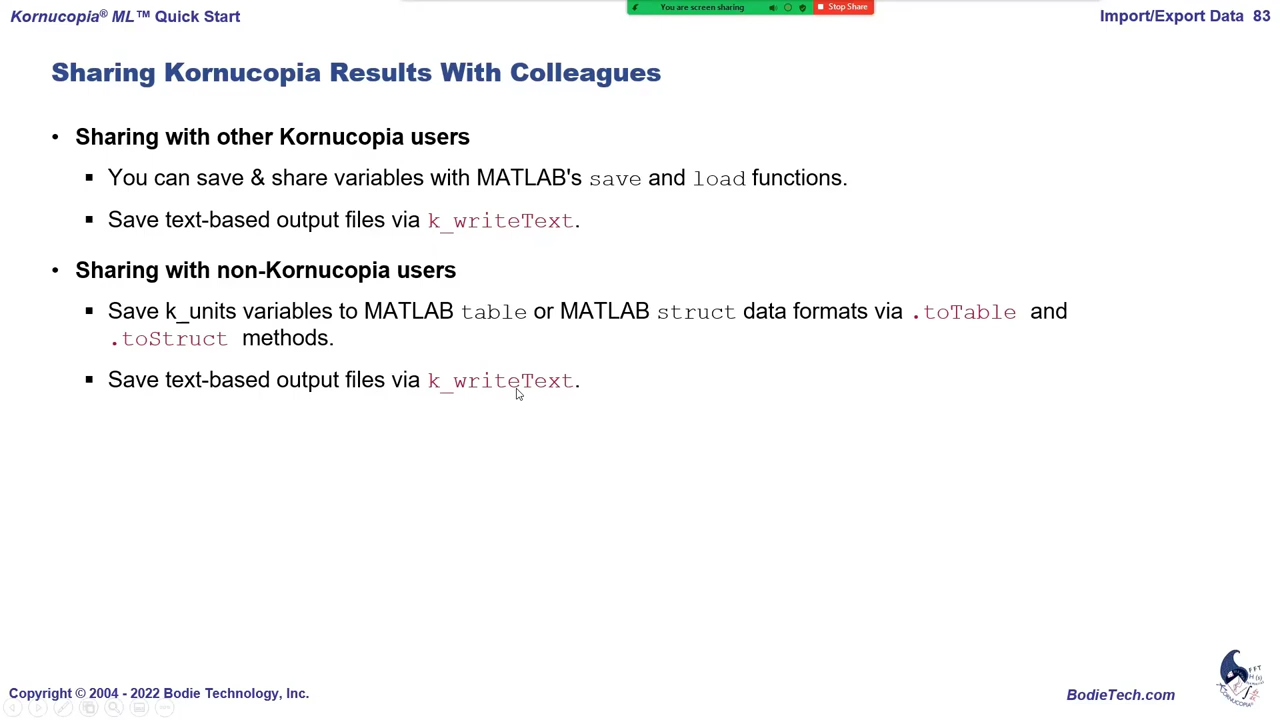 Kornucopia® ML™ Quick Start
You are screen sharing
Stop Share
Import/Export Data 83
Sharing Kornucopia Results With Colleagues
• Sharing with other Kornucopia users
▪ You can save & share variables with MATLAB's save and load functions.
▪ Save text-based output files via k_writeText.
• Sharing with non-Kornucopia users
▪ Save k_units variables to MATLAB table or MATLAB struct data formats via .toTable and
.toStruct methods.
▪ Save text-based output files via k_writeText.
Copyright © 2004 - 2022 Bodie Technology, Inc.
BodieTech.com
KORNUCOPIA®